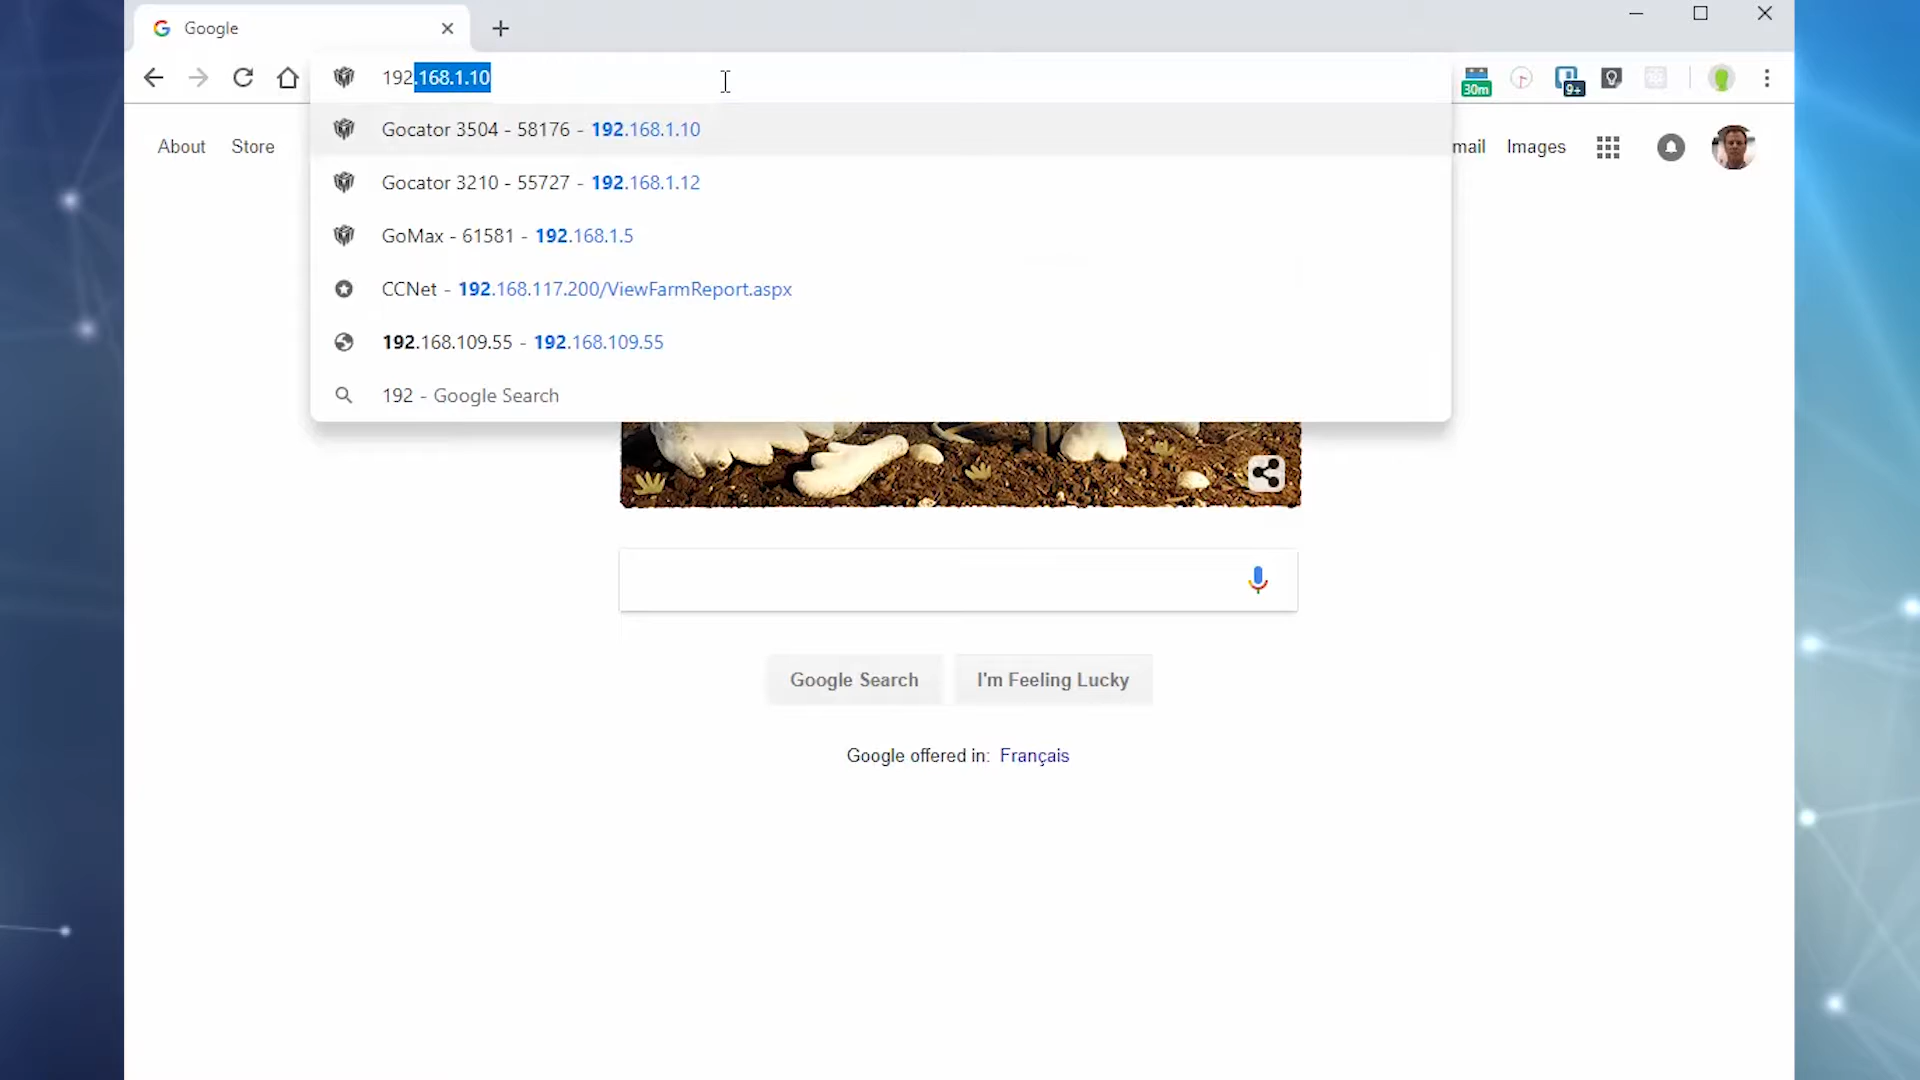 Google
192.168.1.10
30m
9+
Gocator 3504 - 58176 - 192.168.1.10
About
Store
mail
Images
Gocator 3210 - 55727 - 192.168.1.12
GoMax - 61581 - 192.168.1.5
CCNet - 192.168.117.200/ViewFarmReport.aspx
192.168.109.55 - 192.168.109.55
192 - Google Search
Google Search
I'm Feeling Lucky
Google offered in: Français